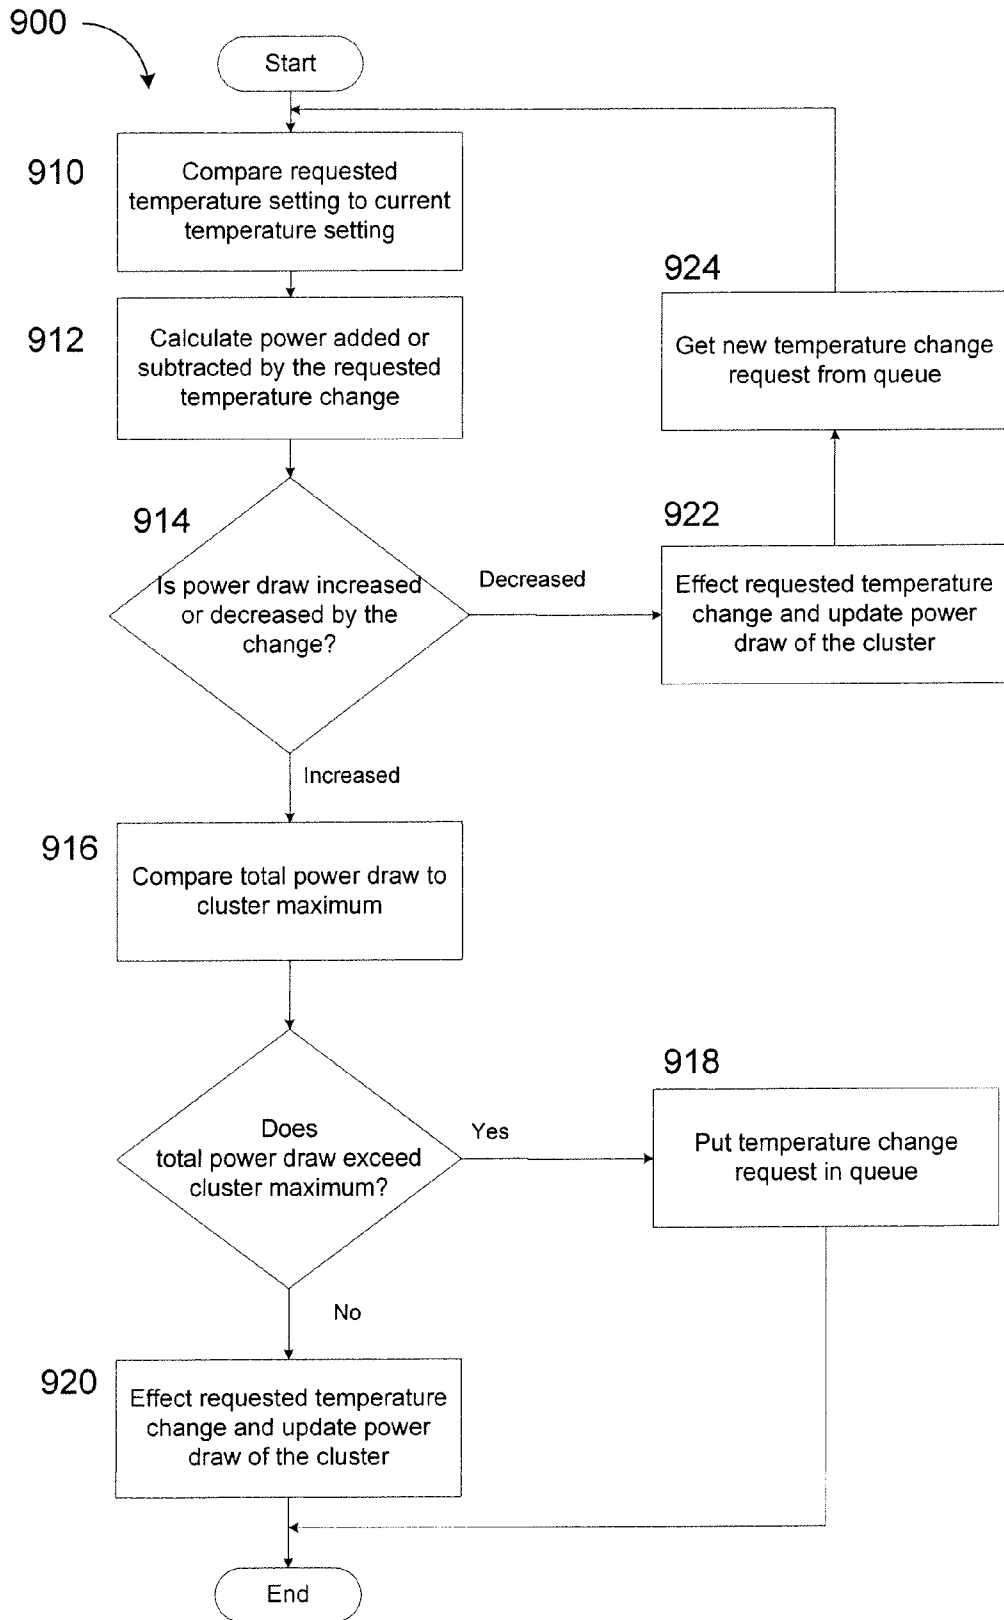 900
Start
910
Compare requested
temperature setting to current
temperature setting
912
Calculate power added or
subtracted by the requested
temperature change
914
Is power draw increased
or decreased by the
change?
Decreased
922
Effect requested temperature
change and update power
draw of the cluster
924
Get new temperature change
request from queue
Increased
916
Compare total power draw to
cluster maximum
Does
total power draw exceed
cluster maximum?
Yes
918
Put temperature change
request in queue
No
920
Effect requested temperature
change and update power
draw of the cluster
End